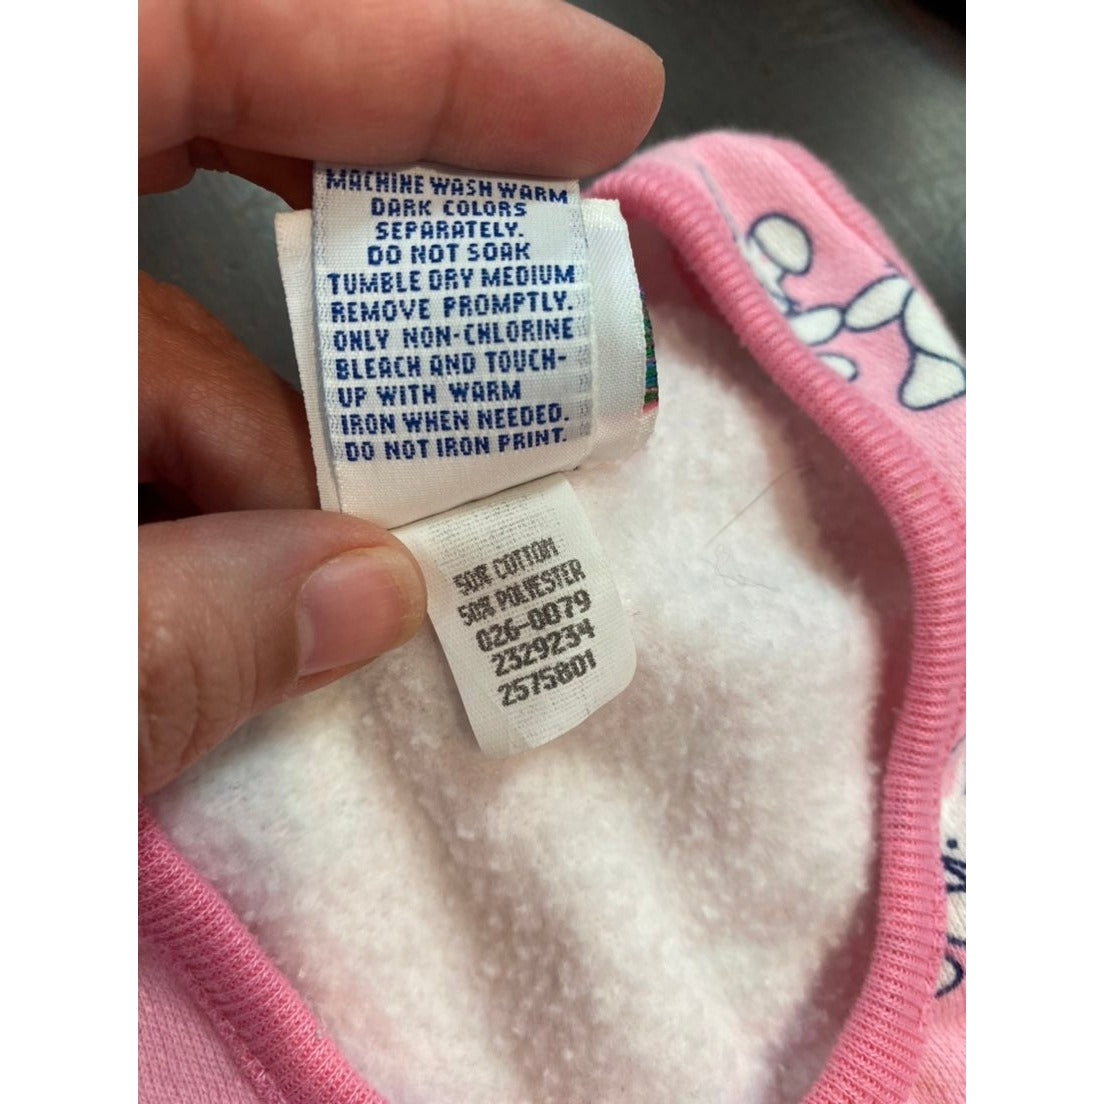 MACHINE WASH WARM
DARK COLORS
SEPARATELY.
DO NOT SOAK
TUMBLE DRY MEDIUM
REMOVE PROMPTLY.
ONLY NON-CHLORINE
BLEACH AND TOUCH-
UP WITH WARM
IRON WHEN NEEDED.
DO NOT IRON PRINT.
50% COTTON
50% POLYESTER
026-0079
2329234
2575801